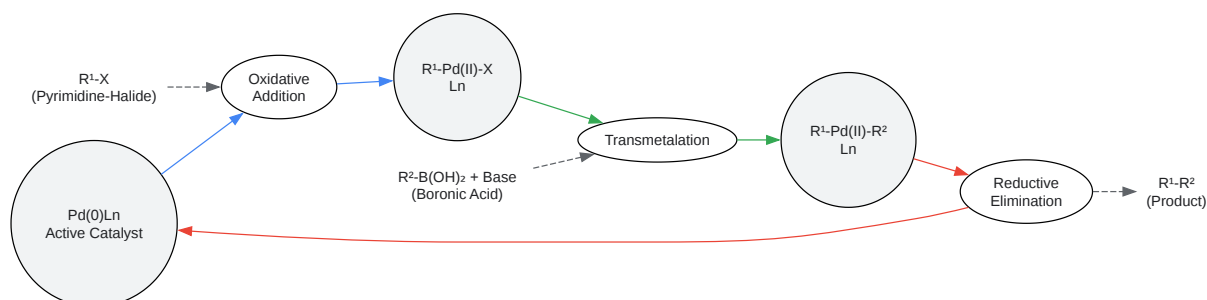 R¹-X
(Pyrimidine-Halide)
Oxidative
Addition
R¹-Pd(II)-X
Ln
Transmetalation
R²-B(OH)₂ + Base
(Boronic Acid)
R¹-Pd(II)-R²
Ln
Reductive
Elimination
R¹-R²
(Product)
Pd(0)Ln
Active Catalyst